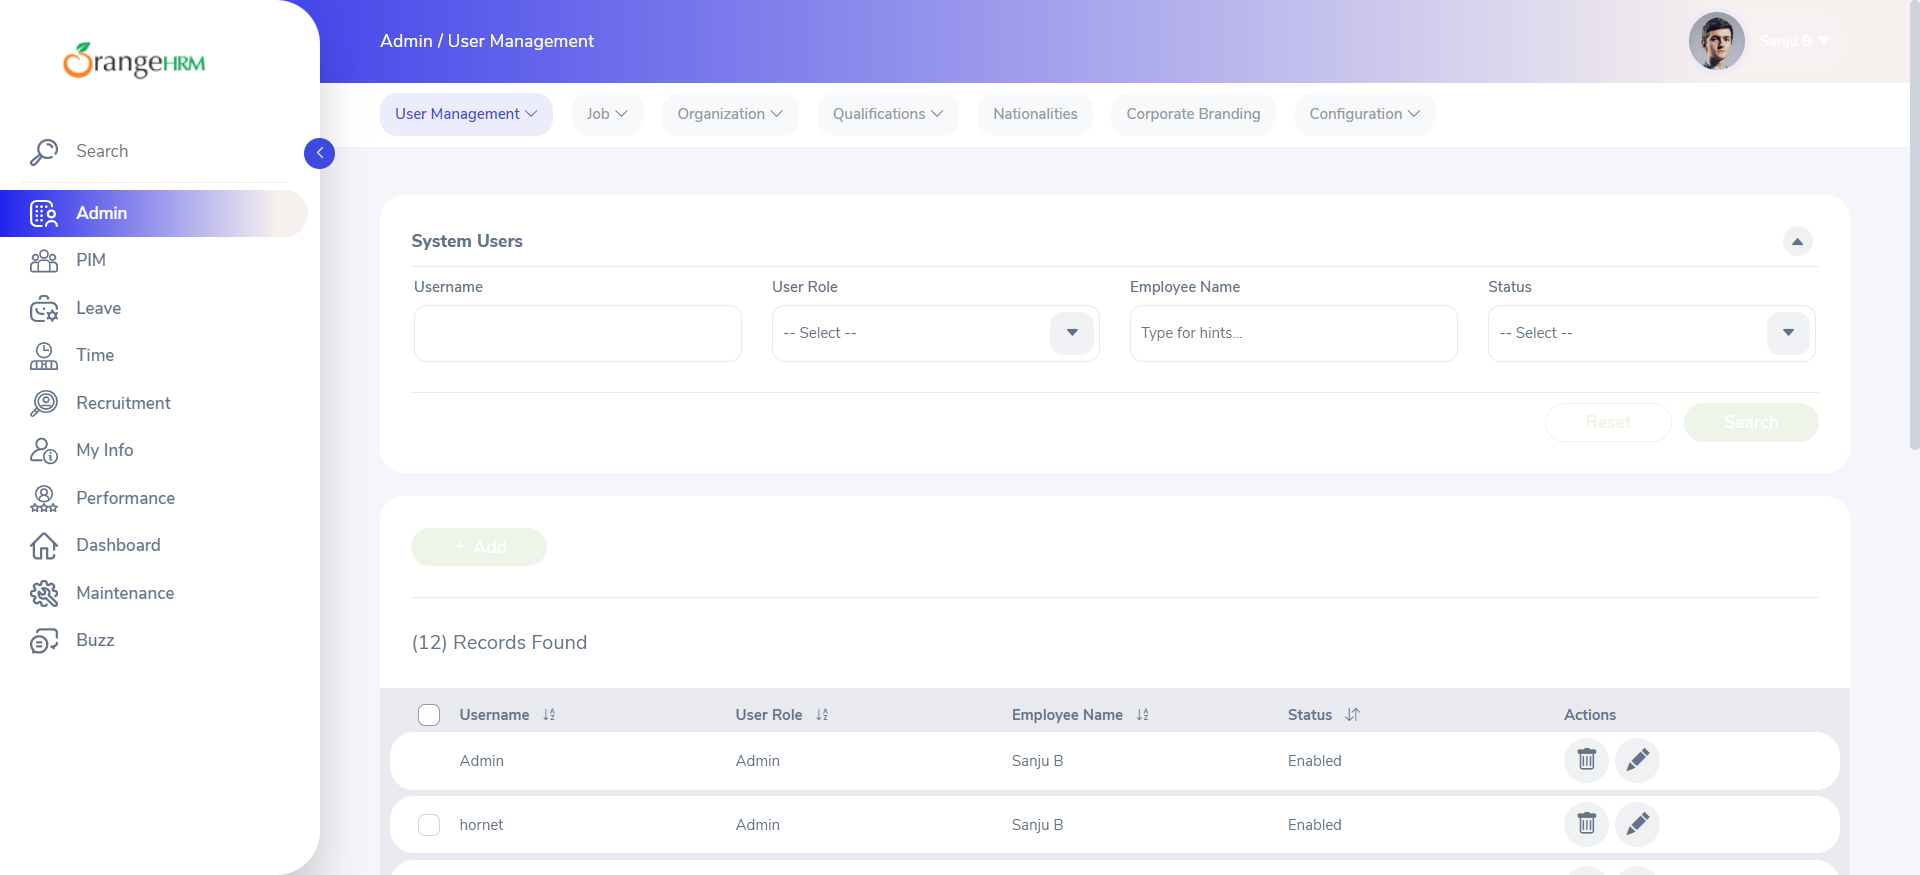 OrangeHRM
Admin / User Management
Sanju B
User Management
Job
Organization
Qualifications
Nationalities
Corporate Branding
Configuration
Search
Admin
PIM
Leave
Time
Recruitment
My Info
Performance
Dashboard
Maintenance
Buzz
System Users
Username
User Role
Employee Name
Status
-- Select --
Type for hints...
-- Select --
Reset
Search
+ Add
(12) Records Found
Username
User Role
Employee Name
Status
Actions
Admin
Admin
Sanju B
Enabled
hornet
Admin
Sanju B
Enabled